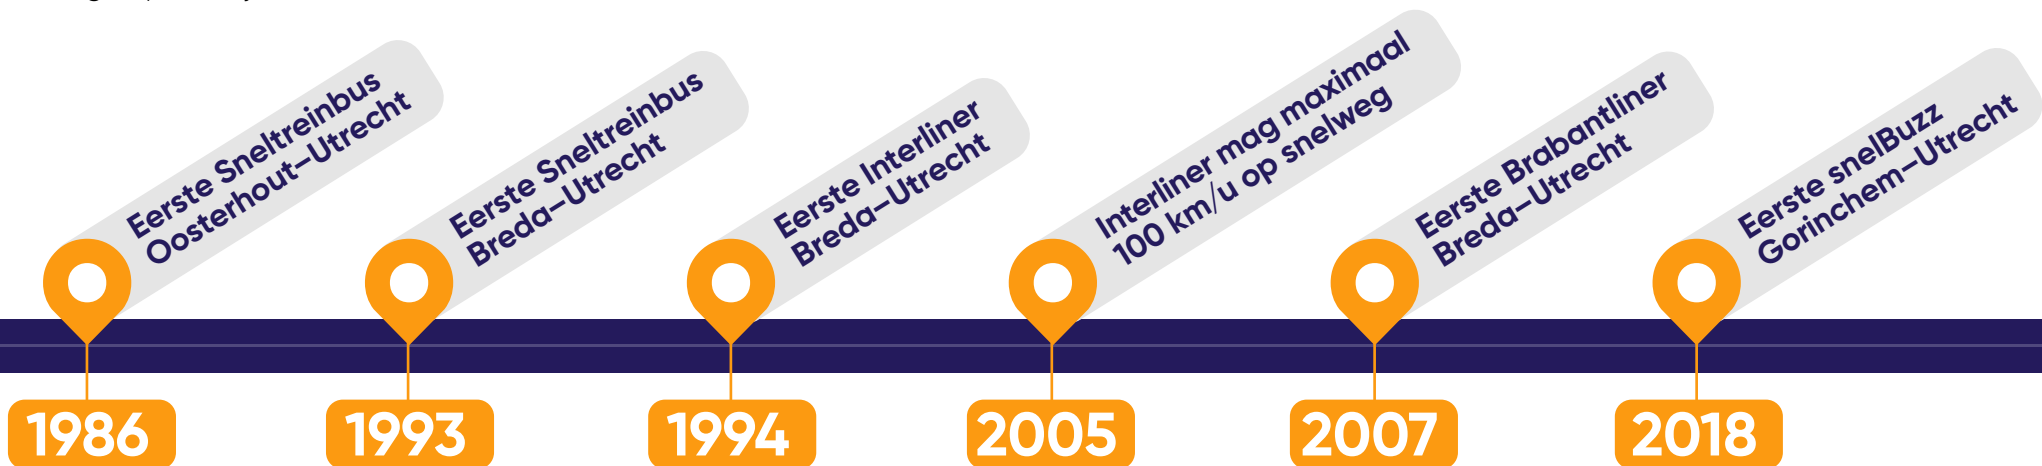 Eerste Sneltreinbus
Oosterhout–Utrecht
Eerste Sneltreinbus
Breda–Utrecht
Eerste Interliner
Breda–Utrecht
Interliner mag maximaal
100 km/u op snelweg
Eerste Brabantliner
Breda–Utrecht
Eerste snelBuzz
Gorinchem–Utrecht
1986
1993
1994
2005
2007
2018